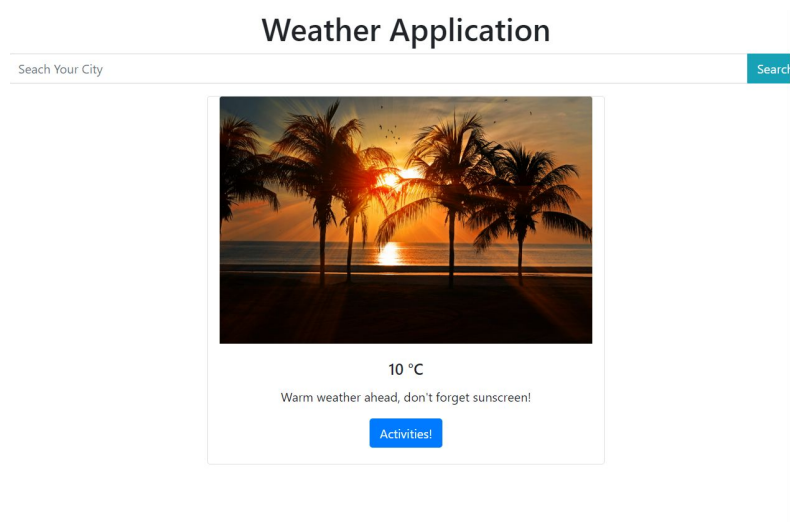 Weather Application
Seach Your City
Search
10 °C
Warm weather ahead, don't forget sunscreen!
Activities!